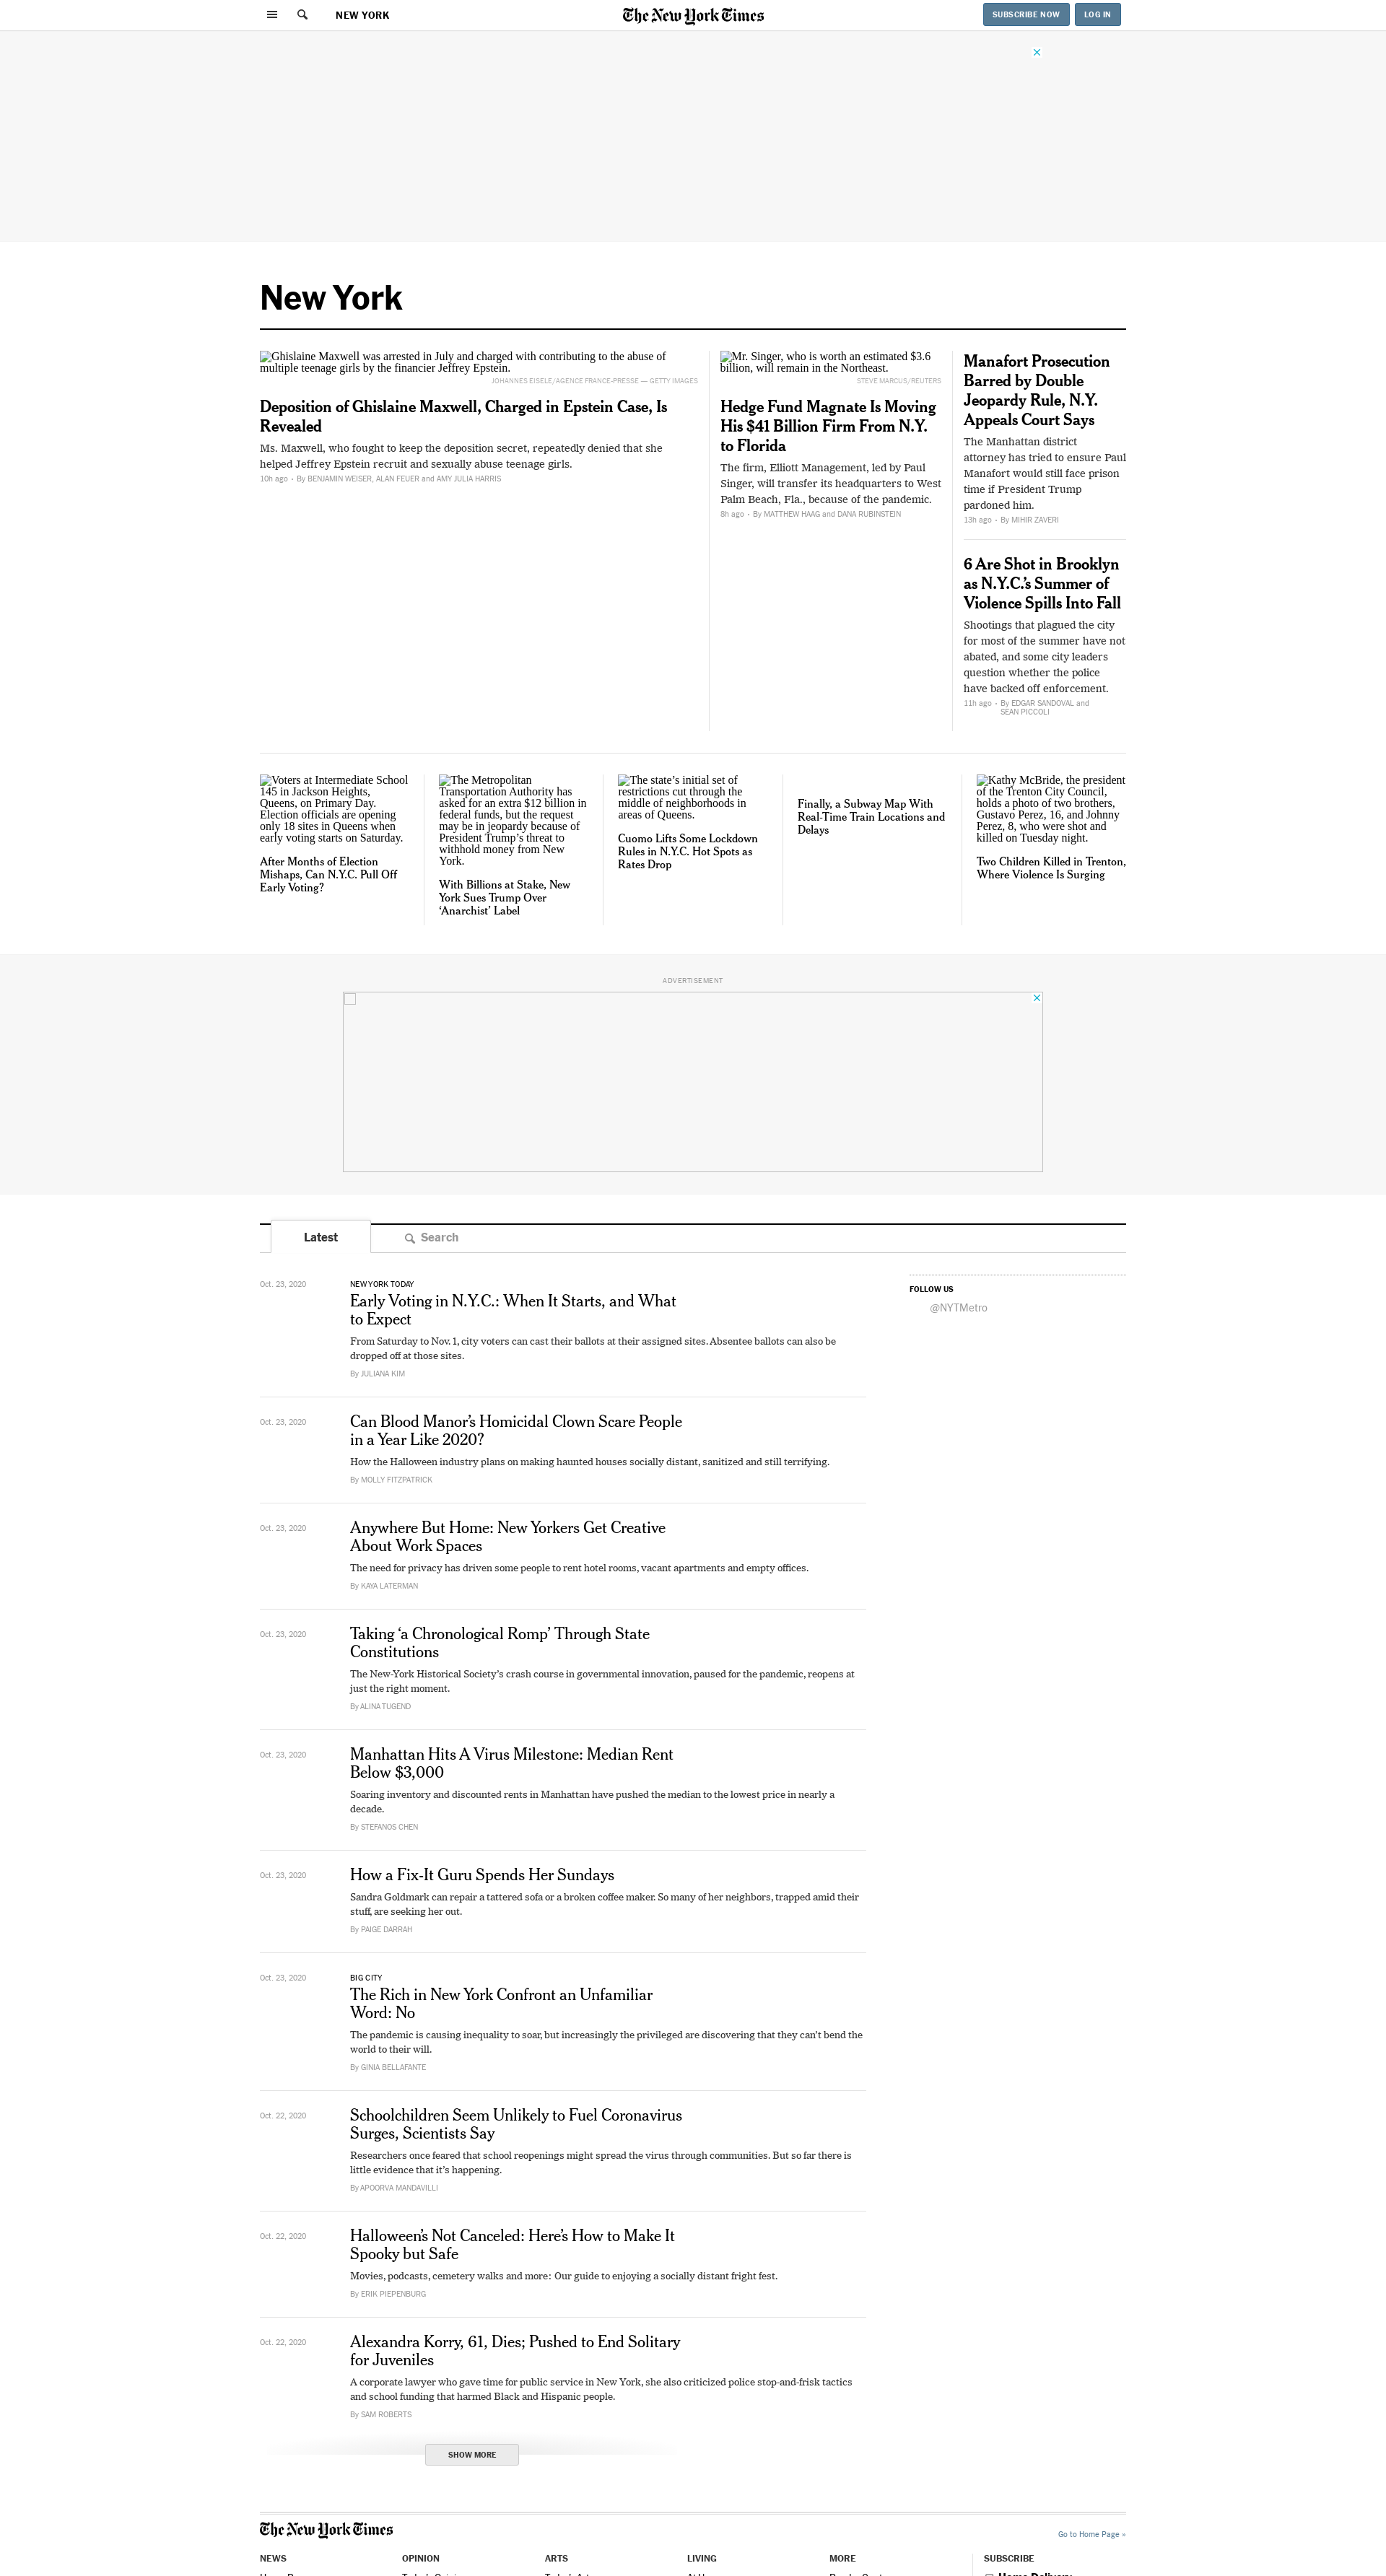 NEW YORK
The New York Times
SUBSCRIBE NOW
LOG IN
New York
Ghislaine Maxwell was arrested in July and charged with contributing to the abuse of
multiple teenage girls by the financier Jeffrey Epstein.
JOHANNES EISELE/AGENCE FRANCE-PRESSE — GETTY IMAGES
Deposition of Ghislaine Maxwell, Charged in Epstein Case, Is
Revealed
Ms. Maxwell, who fought to keep the deposition secret, repeatedly denied that she
helped Jeffrey Epstein recruit and sexually abuse teenage girls.
10h ago • By BENJAMIN WEISER, ALAN FEUER and AMY JULIA HARRIS
Mr. Singer, who is worth an estimated $3.6
billion, will remain in the Northeast.
STEVE MARCUS/REUTERS
Hedge Fund Magnate Is Moving
His $41 Billion Firm From N.Y.
to Florida
The firm, Elliott Management, led by Paul
Singer, will transfer its headquarters to West
Palm Beach, Fla., because of the pandemic.
8h ago • By MATTHEW HAAG and DANA RUBINSTEIN
Manafort Prosecution
Barred by Double
Jeopardy Rule, N.Y.
Appeals Court Says
The Manhattan district
attorney has tried to ensure Paul
Manafort would still face prison
time if President Trump
pardoned him.
13h ago • By MIHIR ZAVERI
6 Are Shot in Brooklyn
as N.Y.C.’s Summer of
Violence Spills Into Fall
Shootings that plagued the city
for most of the summer have not
abated, and some city leaders
question whether the police
have backed off enforcement.
11h ago • By EDGAR SANDOVAL and
SEAN PICCOLI
Voters at Intermediate School
145 in Jackson Heights,
Queens, on Primary Day.
Election officials are opening
only 18 sites in Queens when
early voting starts on Saturday.
After Months of Election
Mishaps, Can N.Y.C. Pull Off
Early Voting?
The Metropolitan
Transportation Authority has
asked for an extra $12 billion in
federal funds, but the request
may be in jeopardy because of
President Trump’s threat to
withhold money from New
York.
With Billions at Stake, New
York Sues Trump Over
‘Anarchist’ Label
The state’s initial set of
restrictions cut through the
middle of neighborhoods in
areas of Queens.
Cuomo Lifts Some Lockdown
Rules in N.Y.C. Hot Spots as
Rates Drop
Finally, a Subway Map With
Real-Time Train Locations and
Delays
Kathy McBride, the president
of the Trenton City Council,
holds a photo of two brothers,
Gustavo Perez, 16, and Johnny
Perez, 8, who were shot and
killed on Tuesday night.
Two Children Killed in Trenton,
Where Violence Is Surging
ADVERTISEMENT
Latest
Search
Oct. 23, 2020
NEW YORK TODAY
Early Voting in N.Y.C.: When It Starts, and What
to Expect
From Saturday to Nov. 1, city voters can cast their ballots at their assigned sites. Absentee ballots can also be
dropped off at those sites.
By JULIANA KIM
FOLLOW US
@NYTMetro
Oct. 23, 2020
Can Blood Manor’s Homicidal Clown Scare People
in a Year Like 2020?
How the Halloween industry plans on making haunted houses socially distant, sanitized and still terrifying.
By MOLLY FITZPATRICK
Oct. 23, 2020
Anywhere But Home: New Yorkers Get Creative
About Work Spaces
The need for privacy has driven some people to rent hotel rooms, vacant apartments and empty offices.
By KAYA LATERMAN
Oct. 23, 2020
Taking ‘a Chronological Romp’ Through State
Constitutions
The New-York Historical Society’s crash course in governmental innovation, paused for the pandemic, reopens at
just the right moment.
By ALINA TUGEND
Oct. 23, 2020
Manhattan Hits A Virus Milestone: Median Rent
Below $3,000
Soaring inventory and discounted rents in Manhattan have pushed the median to the lowest price in nearly a
decade.
By STEFANOS CHEN
Oct. 23, 2020
How a Fix-It Guru Spends Her Sundays
Sandra Goldmark can repair a tattered sofa or a broken coffee maker. So many of her neighbors, trapped amid their
stuff, are seeking her out.
By PAIGE DARRAH
Oct. 23, 2020
BIG CITY
The Rich in New York Confront an Unfamiliar
Word: No
The pandemic is causing inequality to soar, but increasingly the privileged are discovering that they can’t bend the
world to their will.
By GINIA BELLAFANTE
Oct. 22, 2020
Schoolchildren Seem Unlikely to Fuel Coronavirus
Surges, Scientists Say
Researchers once feared that school reopenings might spread the virus through communities. But so far there is
little evidence that it’s happening.
By APOORVA MANDAVILLI
Oct. 22, 2020
Halloween’s Not Canceled: Here’s How to Make It
Spooky but Safe
Movies, podcasts, cemetery walks and more: Our guide to enjoying a socially distant fright fest.
By ERIK PIEPENBURG
Oct. 22, 2020
Alexandra Korry, 61, Dies; Pushed to End Solitary
for Juveniles
A corporate lawyer who gave time for public service in New York, she also criticized police stop-and-frisk tactics
and school funding that harmed Black and Hispanic people.
By SAM ROBERTS
SHOW MORE
The New York Times
Go to Home Page »
NEWS
OPINION
ARTS
LIVING
MORE
SUBSCRIBE